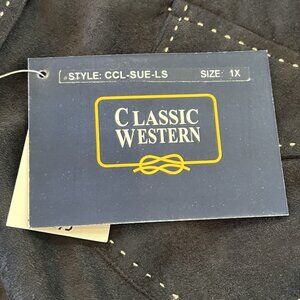 STYLE: CCL-SUE-LS SIZE: 1X
CLASSIC
WESTERN